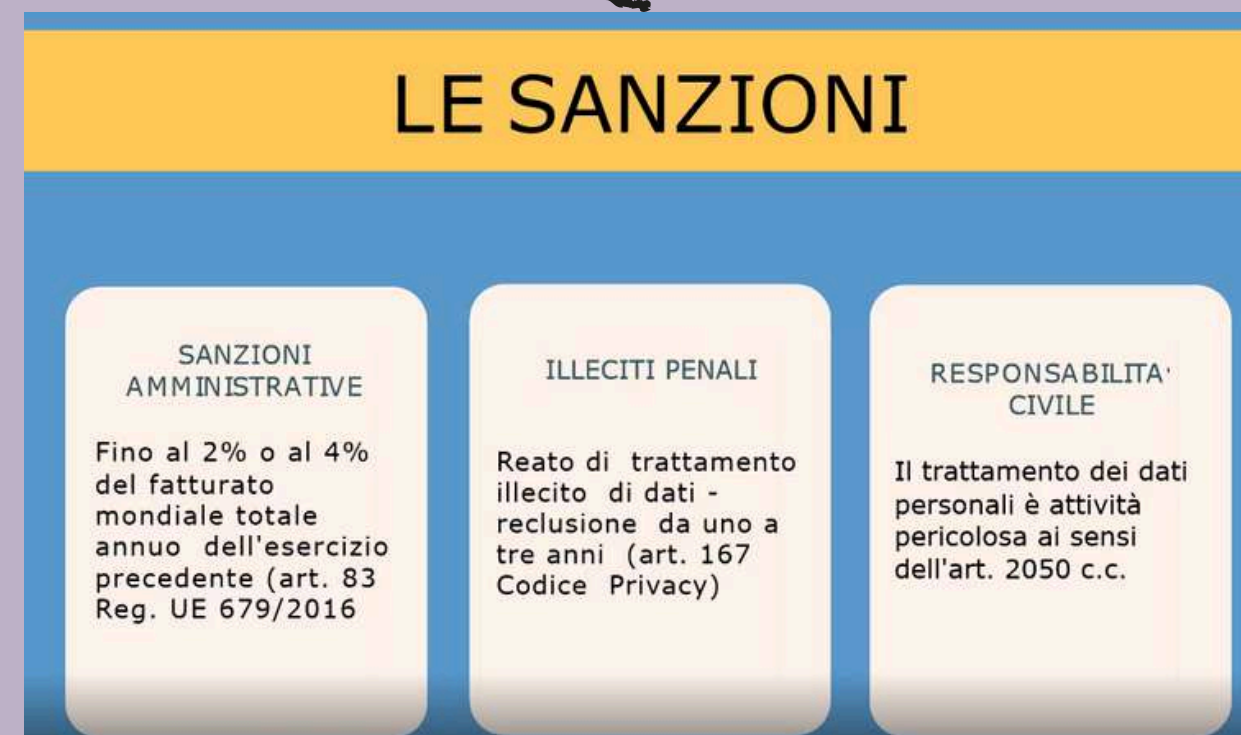 LE SANZIONI
SANZIONI
AMMINISTRATIVE
Fino al 2% o al 4%
del fatturato
mondiale totale
annuo dell'esercizio
precedente (art. 83
Reg. UE 679/2016
ILLECITI PENALI
Reato di trattamento
illecito di dati -
reclusione da uno a
tre anni (art. 167
Codice Privacy)
RESPONSABILITA'
CIVILE
Il trattamento dei dati
personali è attività
pericolosa ai sensi
dell'art. 2050 c.c.